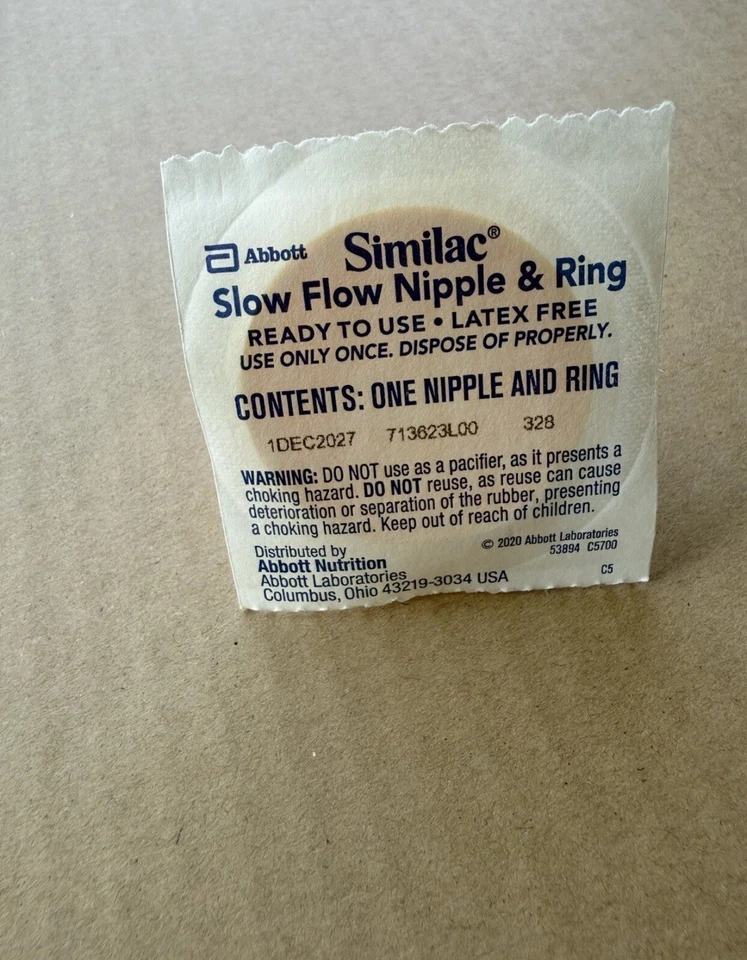 Abbott Similac®
Slow Flow Nipple & Ring
READY TO USE • LATEX FREE
USE ONLY ONCE. DISPOSE OF PROPERLY.
CONTENTS: ONE NIPPLE AND RING
1DEC2027 713623L00 328
WARNING: DO NOT use as a pacifier, as it presents a
choking hazard. DO NOT reuse, as reuse can cause
deterioration or separation of the rubber, presenting
a choking hazard. Keep out of reach of children.
Distributed by
Abbott Nutrition
Abbott Laboratories
Columbus, Ohio 43219-3034 USA
© 2020 Abbott Laboratories
53894 C5700
C5